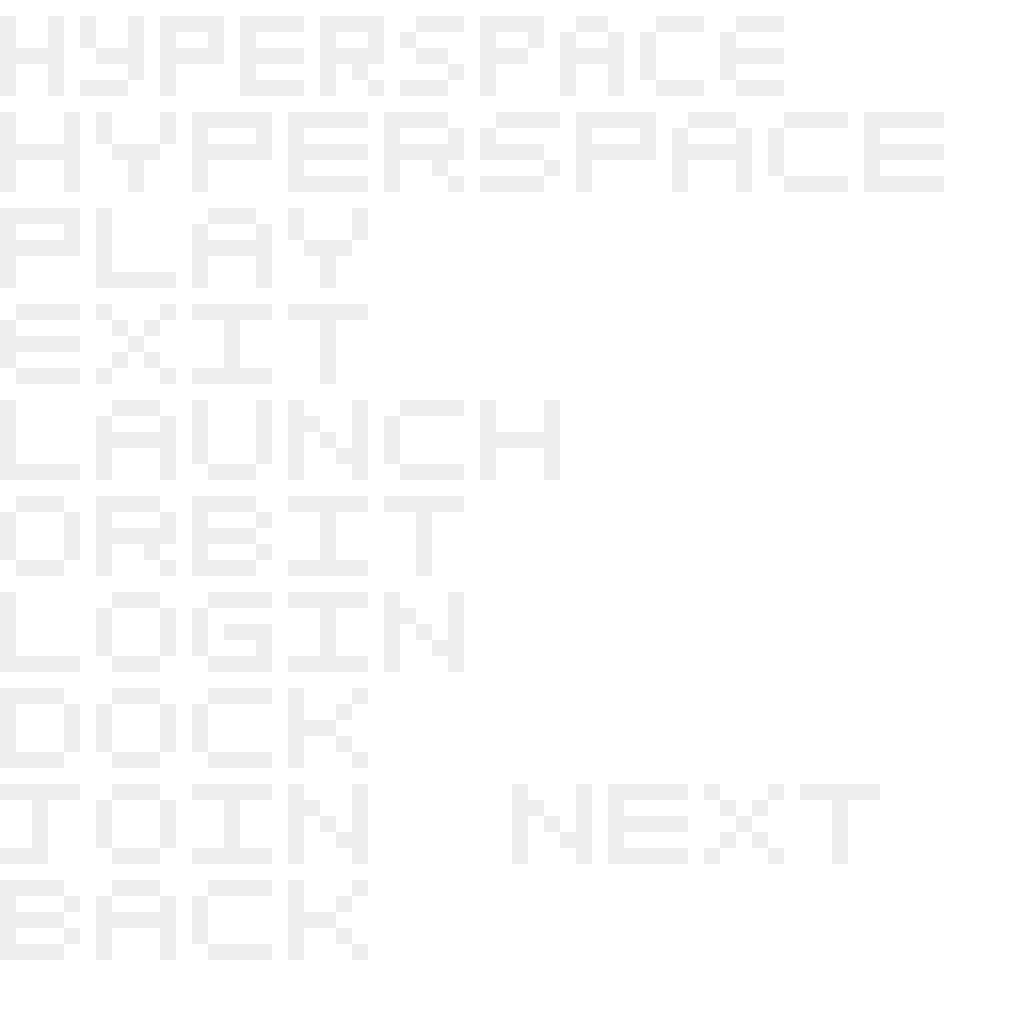 HYPERSPACE
HYPERSPACE
PLAY
EXIT
LAUNCH
ORBIT
LOGIN
DOCK
JOIN NEXT
BACK